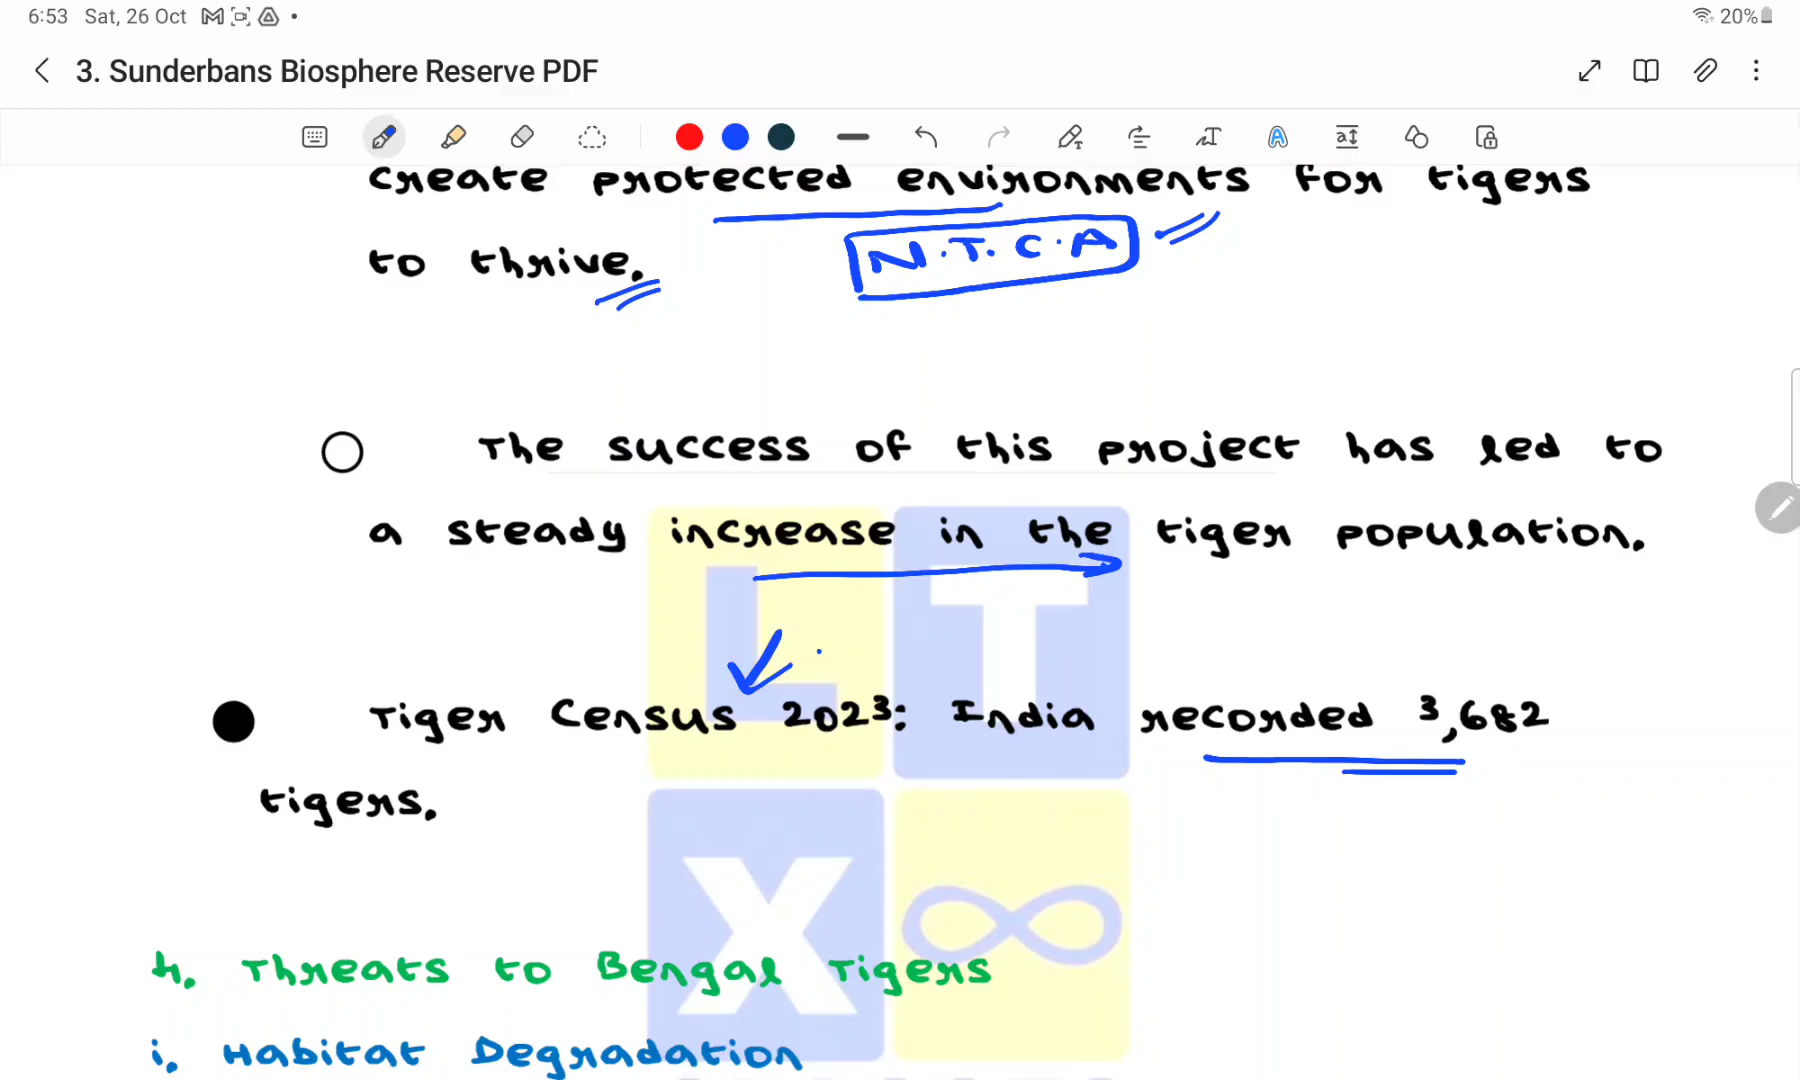 6:53 Sat, 26 Oct
20%
3. Sunderbans Biosphere Reserve PDF
create protected environments for tigers
to thrive.
N.T.C.A
The success of this project has led to
a steady increase in the tiger population.
Tiger Census 2023: India recorded 3,682
tigers.
L T
X ∞
4. Threats to Bengal Tigers
i. Habitat Degradation